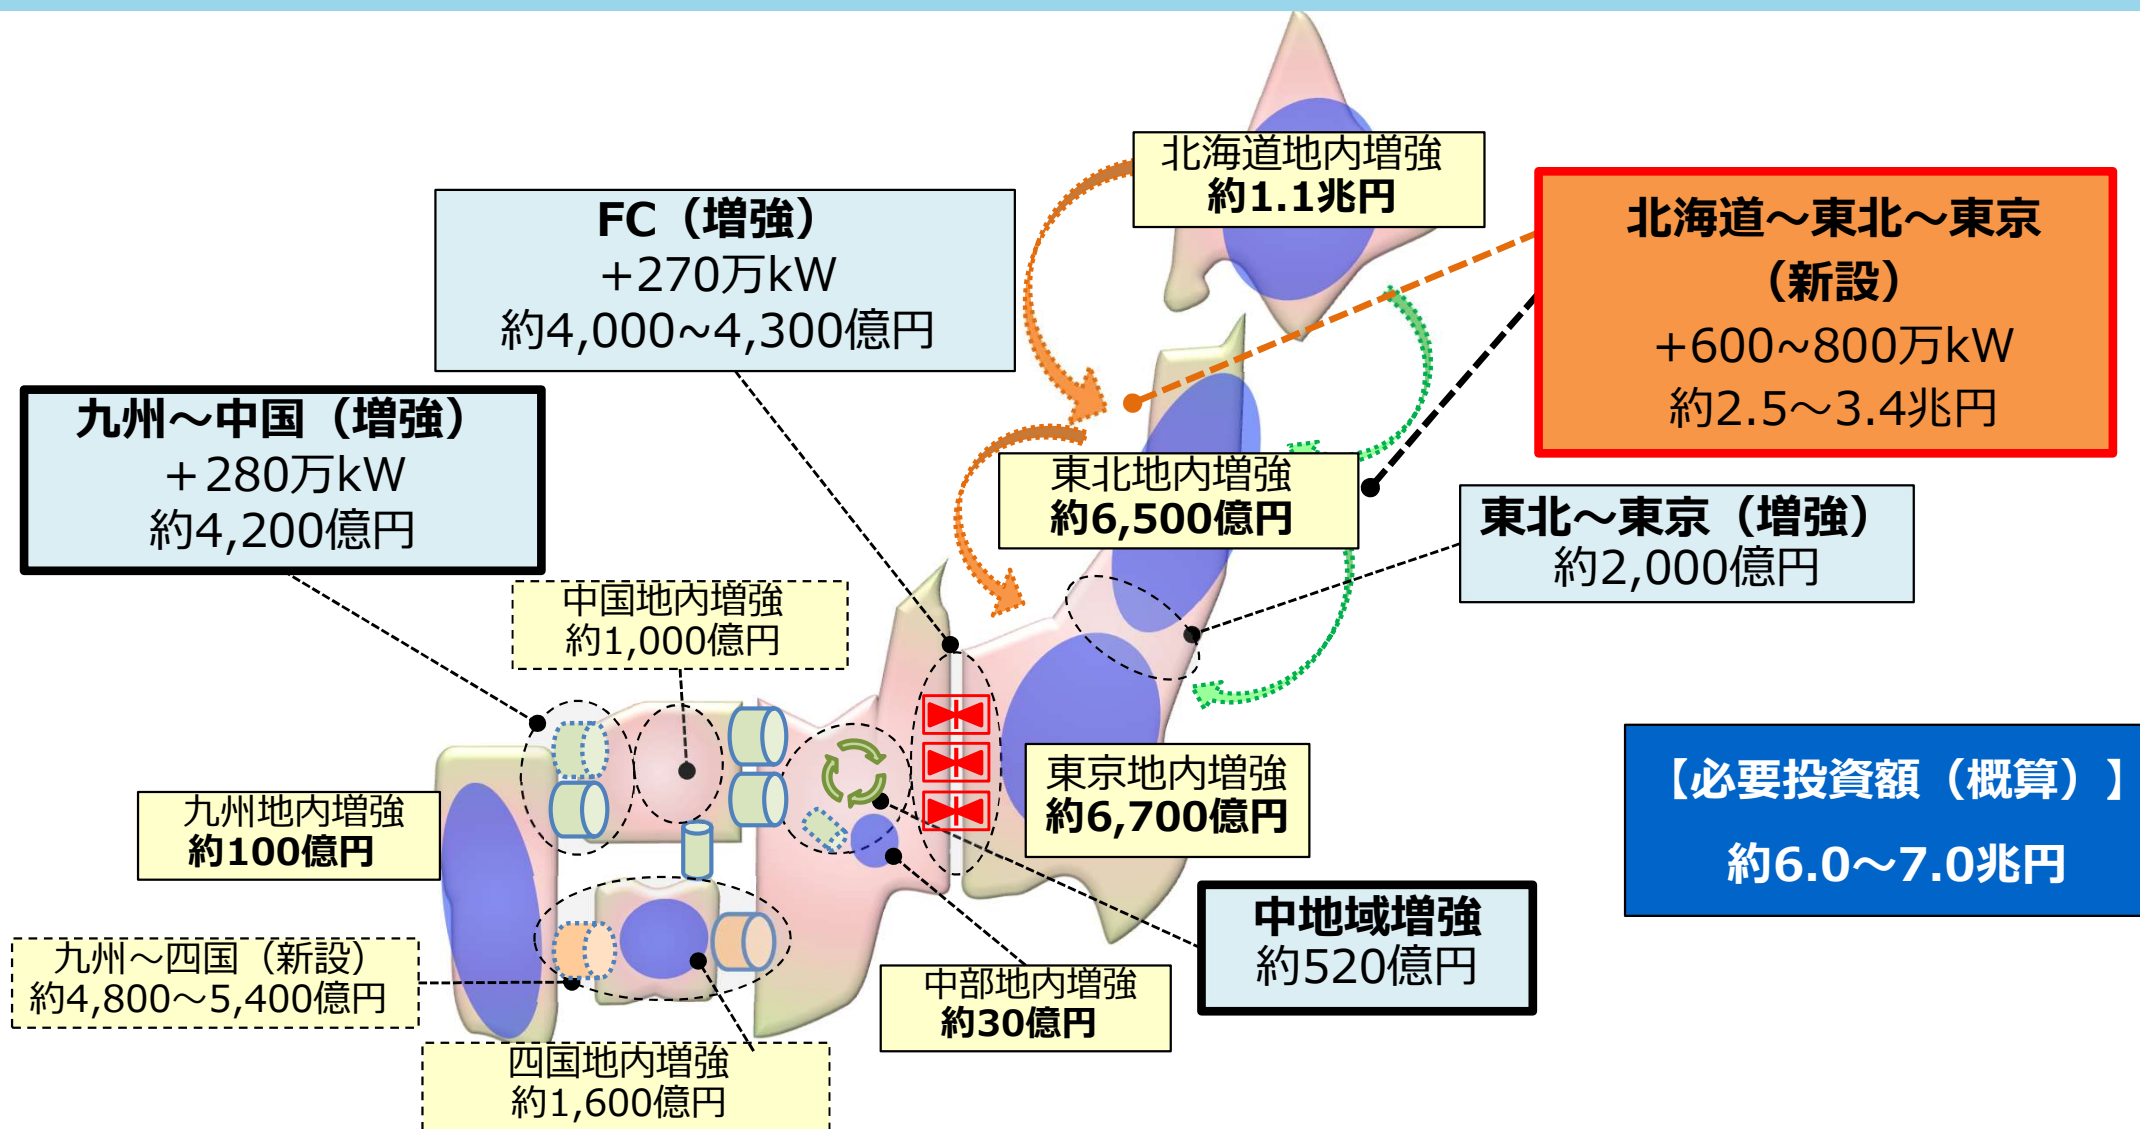 北海道地内増強
約1.1兆円
FC（増強）
+270万kW
約4,000~4,300億円
北海道～東北～東京
（新設）
+600~800万kW
約2.5～3.4兆円
九州～中国（増強）
+280万kW
約4,200億円
東北地内増強
約6,500億円
東北～東京（増強）
約2,000億円
中国地内増強
約1,000億円
九州地内増強
約100億円
東京地内増強
約6,700億円
【必要投資額（概算）】
約6.0～7.0兆円
中地域増強
約520億円
九州～四国（新設）
約4,800～5,400億円
中部地内増強
約30億円
四国地内増強
約1,600億円